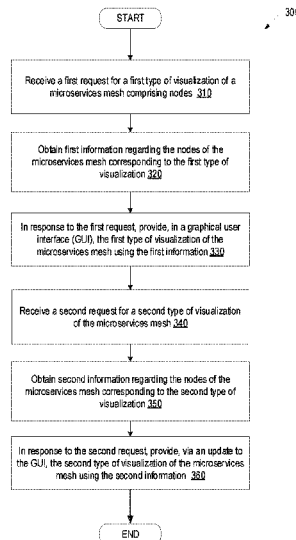 START
300
Receive a first request for a first type of visualization of a
microservices mesh comprising nodes 310
Obtain first information regarding the nodes of the
microservices mesh corresponding to the first type of
visualization 320
In response to the first request, provide, in a graphical user
interface (GUI), the first type of visualization of the
microservices mesh using the first information 330
Receive a second request for a second type of visualization
of the microservices mesh 340
Obtain second information regarding the nodes of the
microservices mesh corresponding to the second type of
visualization 350
In response to the second request, provide, via an update to
the GUI, the second type of visualization of the microservices
mesh using the second information 360
END